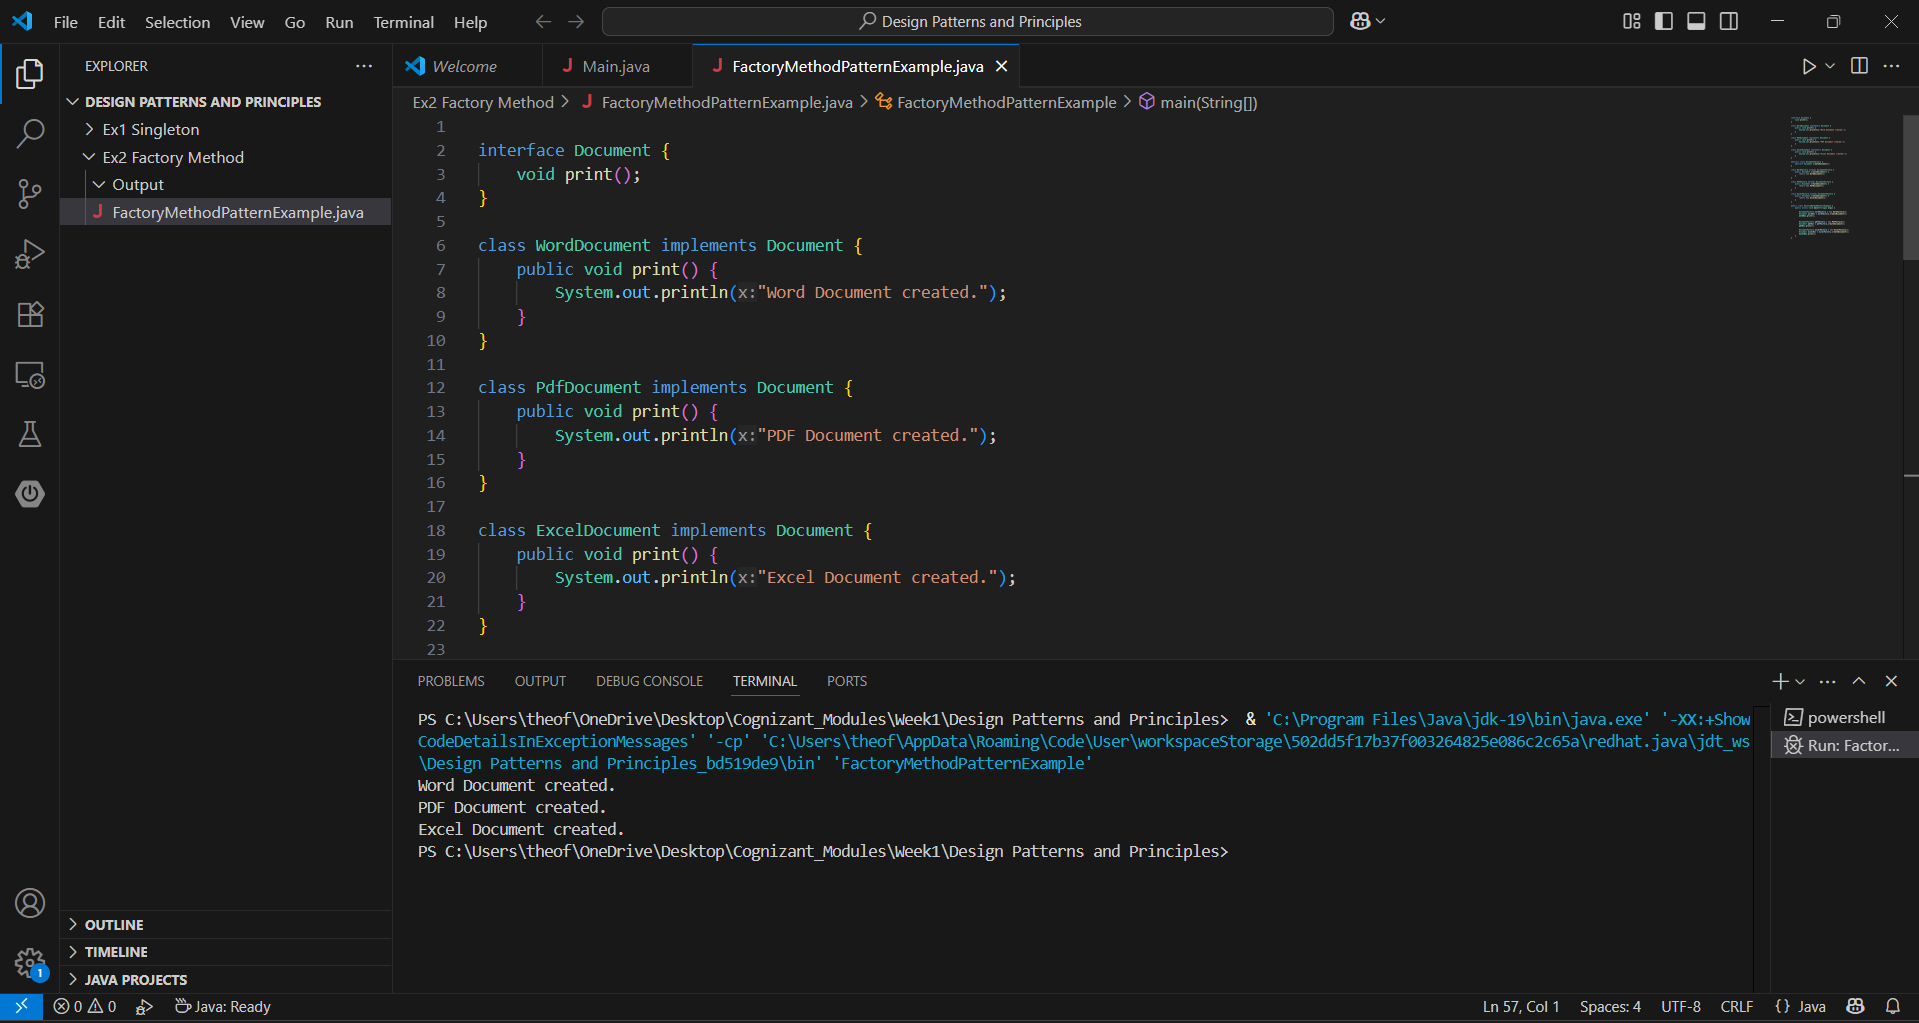 File Edit Selection View Go Run Terminal Help
Design Patterns and Principles
EXPLORER
DESIGN PATTERNS AND PRINCIPLES
Ex1 Singleton
Ex2 Factory Method
Output
J FactoryMethodPatternExample.java
OUTLINE
TIMELINE
JAVA PROJECTS
Welcome
J Main.java
J FactoryMethodPatternExample.java
Ex2 Factory Method > J FactoryMethodPatternExample.java > FactoryMethodPatternExample > main(String[])
1
2 interface Document {
3 void print();
4 }
5
6 class WordDocument implements Document {
7 public void print() {
8 System.out.println(x:"Word Document created.");
9 }
10 }
11
12 class PdfDocument implements Document {
13 public void print() {
14 System.out.println(x:"PDF Document created.");
15 }
16 }
17
18 class ExcelDocument implements Document {
19 public void print() {
20 System.out.println(x:"Excel Document created.");
21 }
22 }
23
PROBLEMS OUTPUT DEBUG CONSOLE TERMINAL PORTS
PS C:\Users\theof\OneDrive\Desktop\Cognizant_Modules\Week1\Design Patterns and Principles> & 'C:\Program Files\Java\jdk-19\bin\java.exe' '-XX:+Show
CodeDetailsInExceptionMessages' '-cp' 'C:\Users\theof\AppData\Roaming\Code\User\workspaceStorage\502dd5f17b37f003264825e086c2c65a\redhat.java\jdt_ws
\Design Patterns and Principles_bd519de9\bin' 'FactoryMethodPatternExample'
Word Document created.
PDF Document created.
Excel Document created.
PS C:\Users\theof\OneDrive\Desktop\Cognizant_Modules\Week1\Design Patterns and Principles>
powershell
Run: Factor...
1
0 0 Java: Ready
Ln 57, Col 1 Spaces: 4 UTF-8 CRLF {} Java